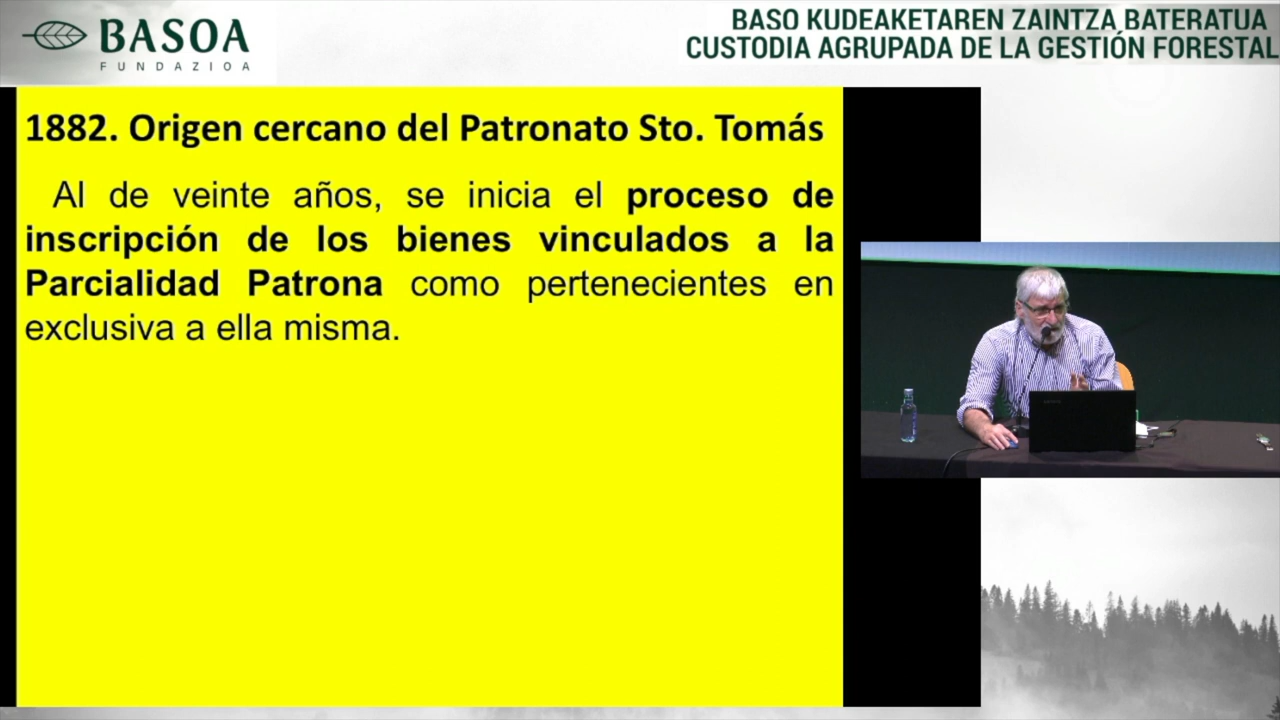 BASOA
FUNDAZIOA
BASO KUDEAKETAREN ZAINTZA BATERATUA
CUSTODIA AGRUPADA DE LA GESTIÓN FORESTAL
1882. Origen cercano del Patronato Sto. Tomás
Al de veinte años, se inicia el proceso de
inscripción de los bienes vinculados a la
Parcialidad Patrona como pertenecientes en
exclusiva a ella misma.